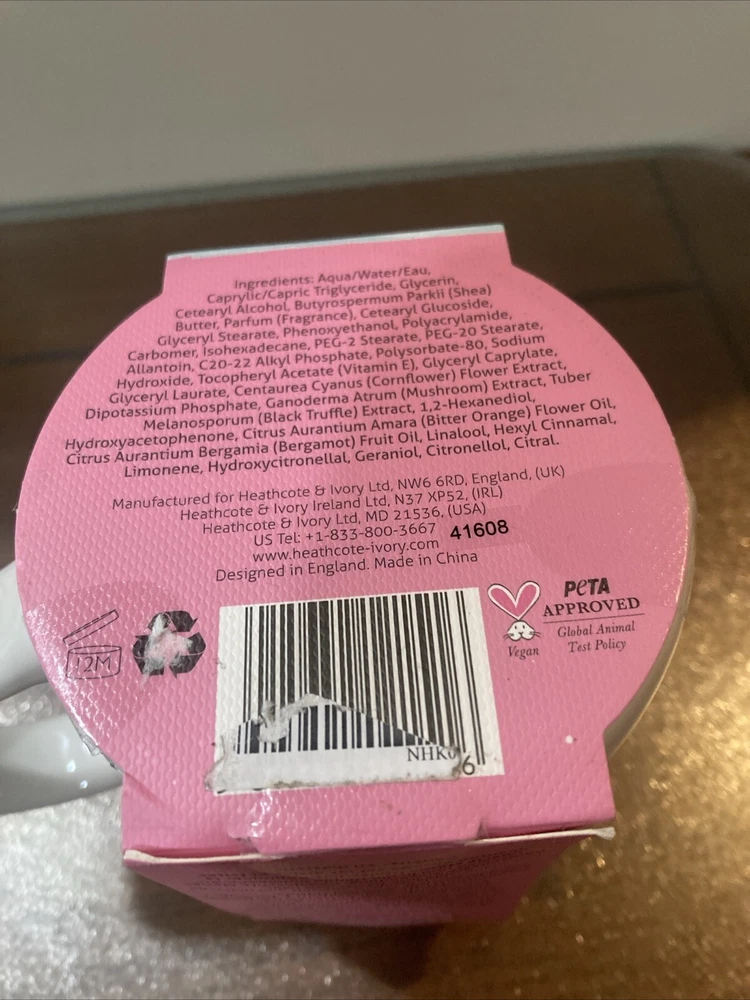 Ingredients: Aqua/Water/Eau,
Caprylic/Capric Triglyceride, Glycerin,
Cetearyl Alcohol, Butyrospermum Parkii (Shea)
Butter, Parfum (Fragrance), Cetearyl Glucoside,
Glyceryl Stearate, Phenoxyethanol, Polyacrylamide,
Carbomer, Isohexadecane, PEG-2 Stearate, PEG-20 Stearate,
Allantoin, C20-22 Alkyl Phosphate, Polysorbate-80, Sodium
Hydroxide, Tocopheryl Acetate (Vitamin E), Glyceryl Caprylate,
Glyceryl Laurate, Centaurea Cyanus (Cornflower) Flower Extract,
Dipotassium Phosphate, Ganoderma Atrum (Mushroom) Extract, Tuber
Melanosporum (Black Truffle) Extract, 1,2-Hexanediol,
Hydroxyacetophenone, Citrus Aurantium Amara (Bitter Orange) Flower Oil,
Citrus Aurantium Bergamia (Bergamot) Fruit Oil, Linalool, Hexyl Cinnamal,
Limonene, Hydroxycitronellal, Geraniol, Citronellol, Citral.
Manufactured for Heathcote & Ivory Ltd, NW6 6RD, England, (UK)
Heathcote & Ivory Ireland Ltd, N37 XP52, (IRL)
Heathcote & Ivory Ltd, MD 21536, (USA)
US Tel: +1-833-800-3667 41608
www.heathcote-ivory.com
Designed in England. Made in China
12M
PETA
APPROVED
Global Animal
Test Policy
Vegan
NHK
6